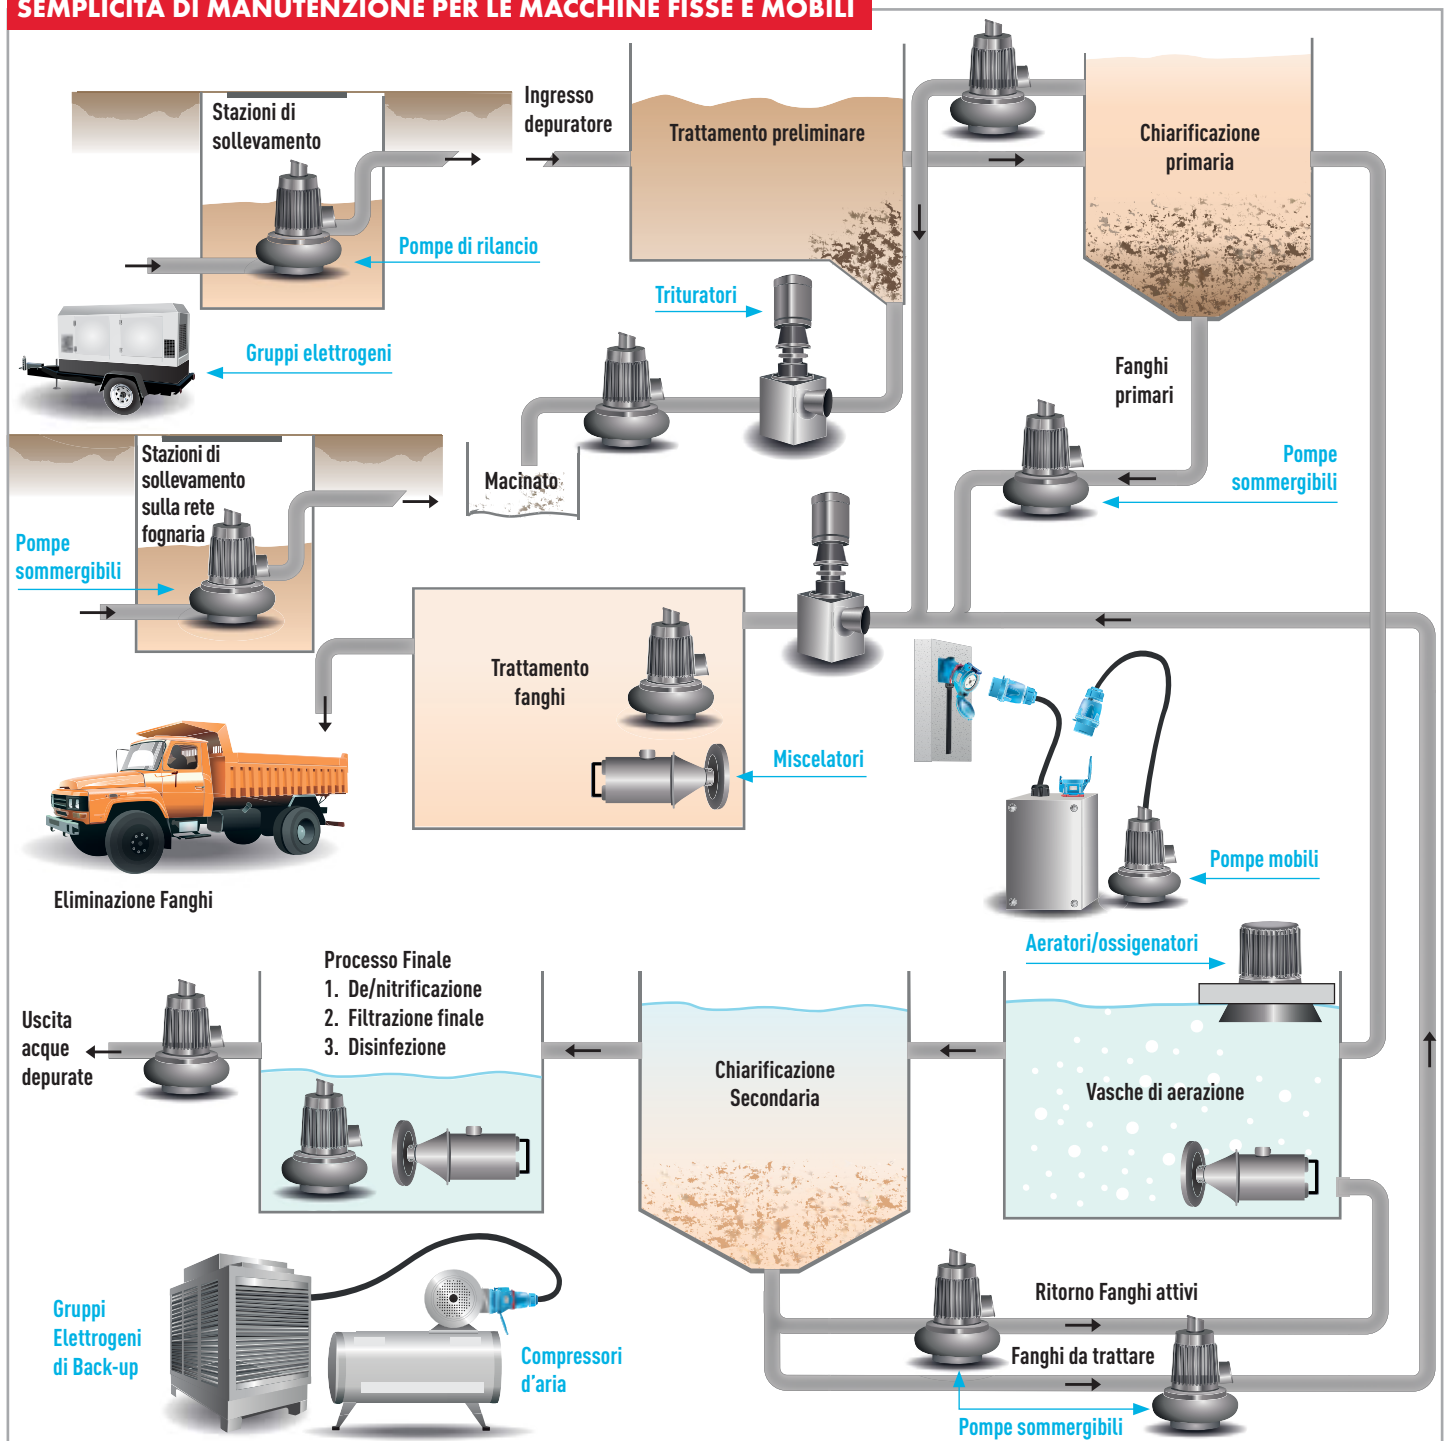 SEMPLICITÀ DI MANUTENZIONE PER LE MACCHINE FISSE E MOBILI
Stazioni di
sollevamento
Ingresso
depuratore
Trattamento preliminare
Chiarificazione
primaria
Pompe di rilancio
Trituratori
Gruppi elettrogeni
Fanghi
primari
Stazioni di
sollevamento
sulla rete
fognaria
Macinato
Pompe
sommergibili
Pompe
sommergibili
Trattamento
fanghi
Miscelatori
Pompe mobili
Eliminazione Fanghi
Aeratori/ossigenatori
Processo Finale
1. De/nitrificazione
2. Filtrazione finale
3. Disinfezione
Uscita
acque
depurate
Chiarificazione
Secondaria
Vasche di aerazione
Gruppi
Elettrogeni
di Back-up
Compressori
d'aria
Ritorno Fanghi attivi
Fanghi da trattare
Pompe sommergibili